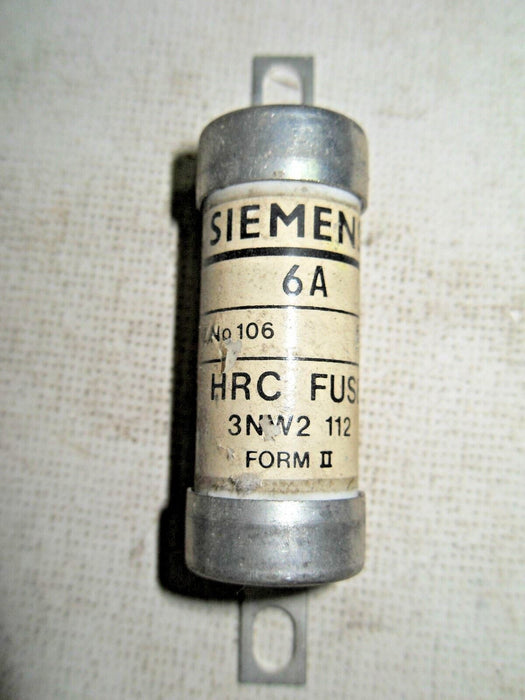 SIEMEN
6A
No 106
HRC FUS
3NW2 112
FORM II